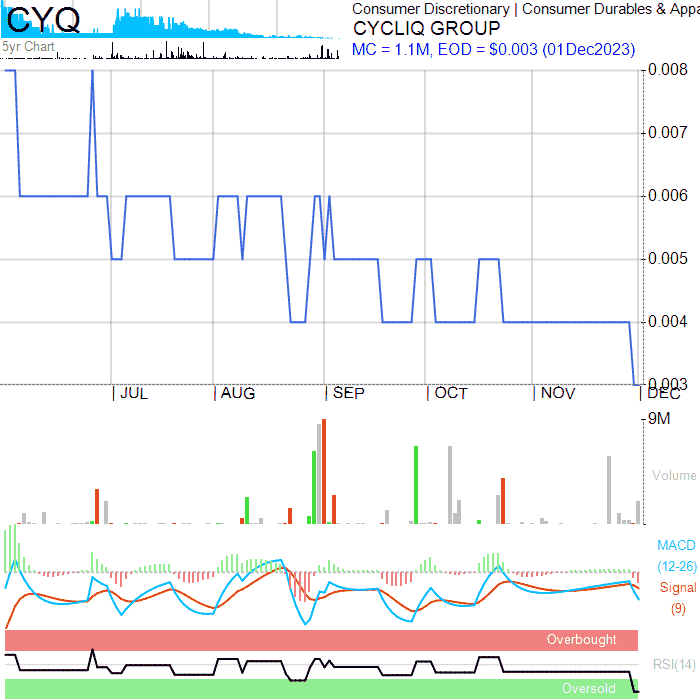 CYQ
5yr Chart
Consumer Discretionary | Consumer Durables & Appa
CYCLIQ GROUP
MC = 1.1M, EOD = $0.003 (01Dec2023)
0.008
0.007
0.006
0.005
0.004
0.003
JUL AUG SEP OCT NOV DEC
9M
Volume
MACD
(12-26)
Signal
(9)
Overbought
RSI(14)
Oversold